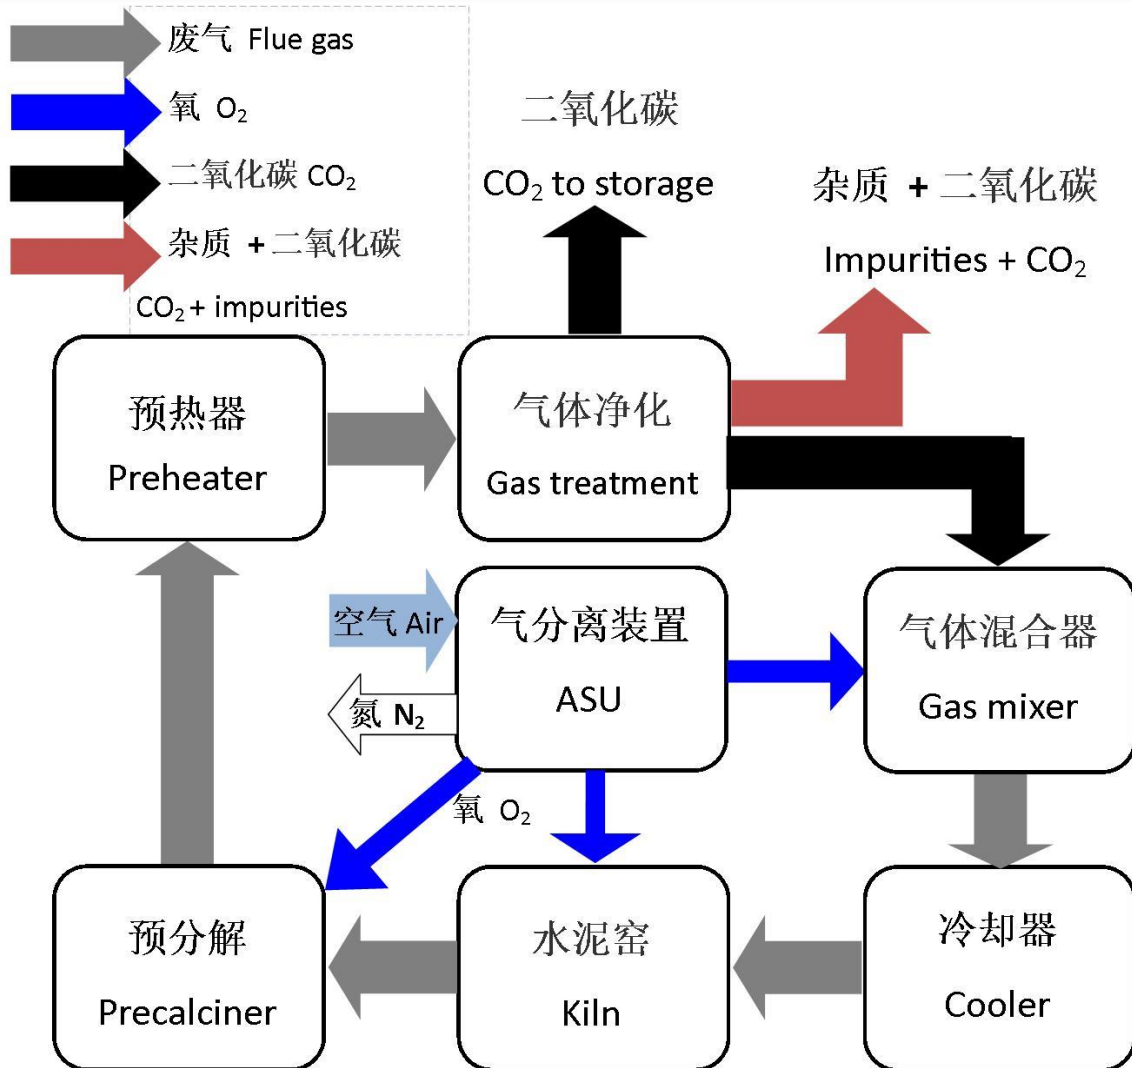 废气 Flue gas
氧 O₂
二氧化碳 CO₂
杂质 + 二氧化碳
CO₂ + impurities
二氧化碳
CO₂ to storage
杂质 + 二氧化碳
Impurities + CO₂
预热器
Preheater
气体净化
Gas treatment
空气 Air
氮 N₂
气分离装置
ASU
气体混合器
Gas mixer
氧 O₂
预分解
Precalciner
水泥窑
Kiln
冷却器
Cooler